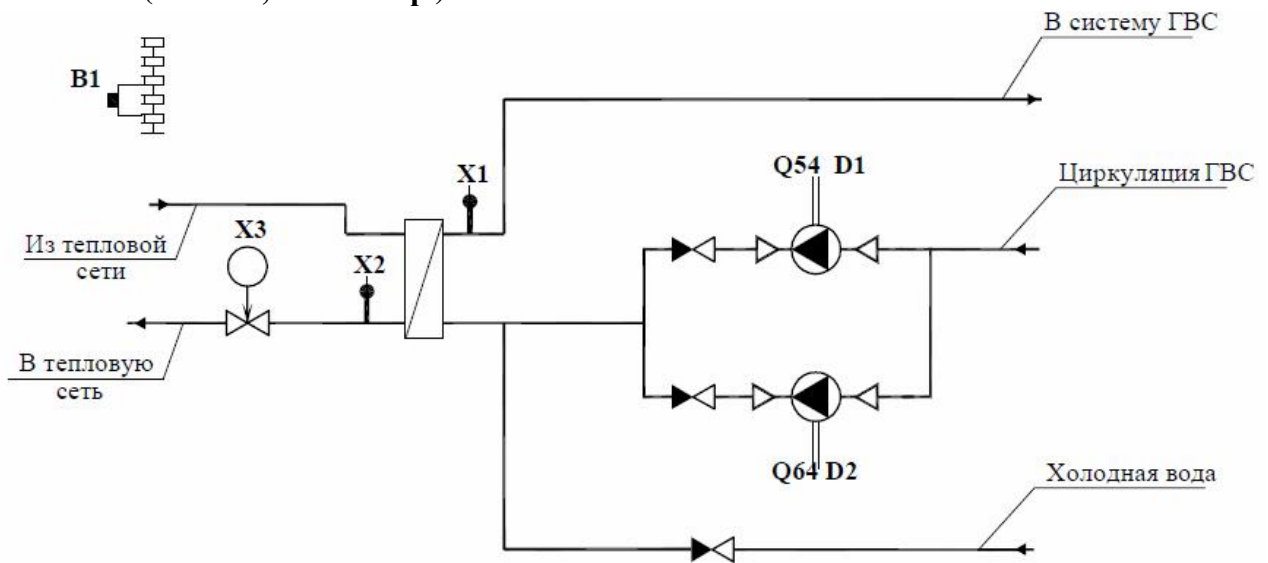 В систему ГВС
B1
Q54 D1
X1
Циркуляция ГВС
X3
Из тепловой
сети
X2
В тепловую
сеть
Q64 D2
Холодная вода